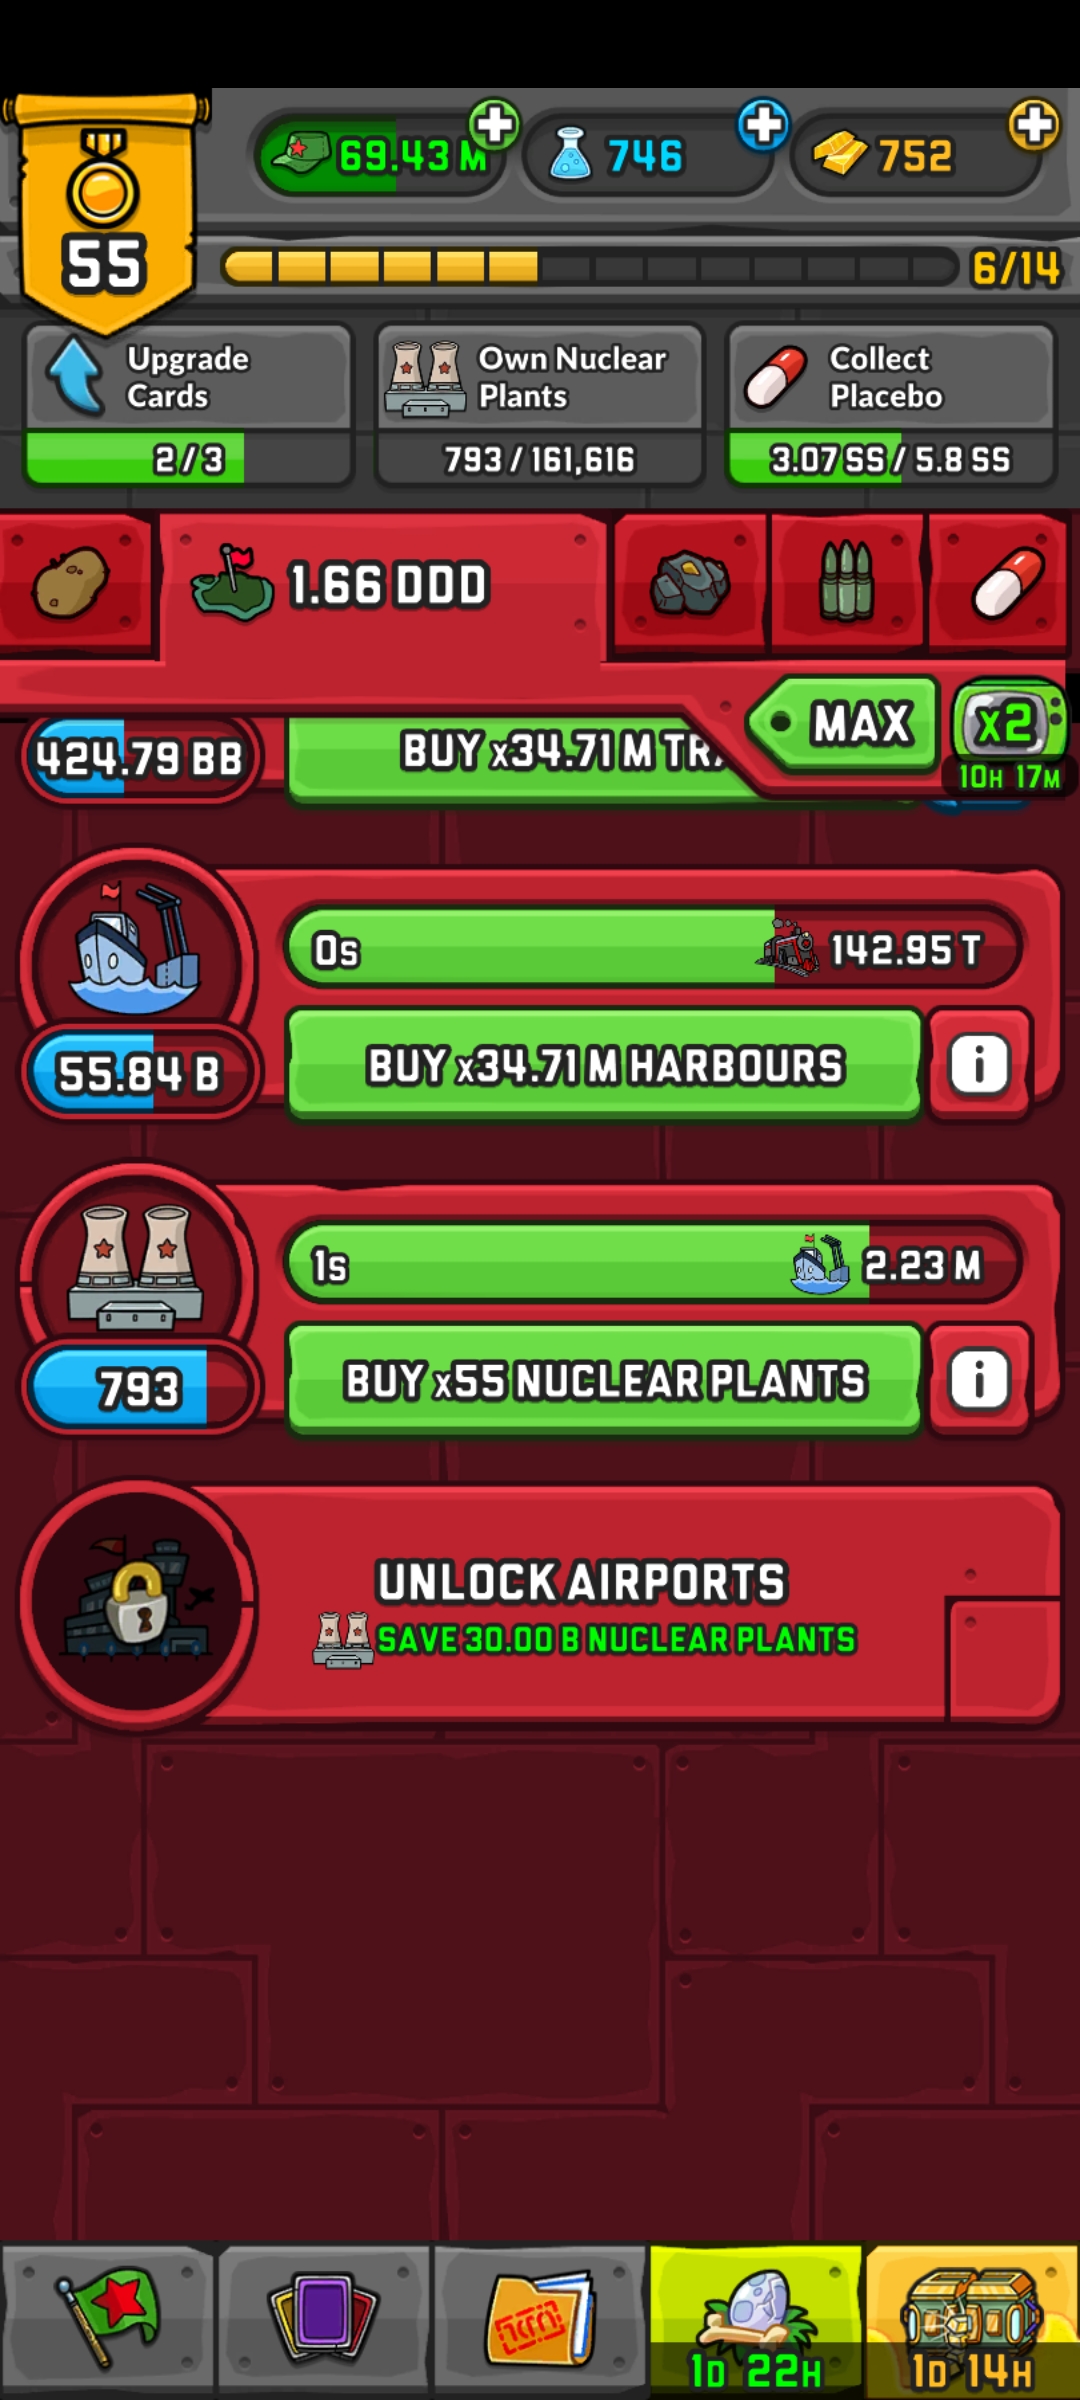 69.43 M
746
752
55
6/14
Upgrade
Cards
2/3
Own Nuclear
Plants
793/161,616
Collect
Placebo
3.07 SS/ 5.8 SS
1.66 DDD
MAX
x2
10H 17M
424.79 BB
BUY x34.71 M
0s
142.95 T
55.84 B
BUY x34.71 M HARBOURS
i
1s
2.23 M
793
BUY x55 NUCLEAR PLANTS
i
UNLOCK AIRPORTS
SAVE 30.00 B NUCLEAR PLANTS
1D 22H
1D 14H